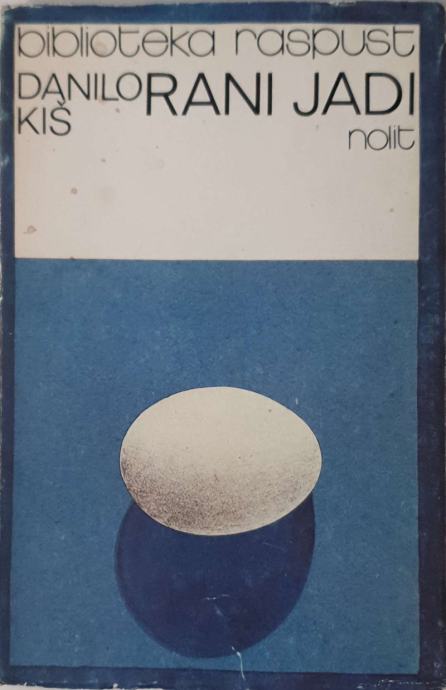 biblioteka raspust
DANILO KIŠ
RANI JADI
nolit